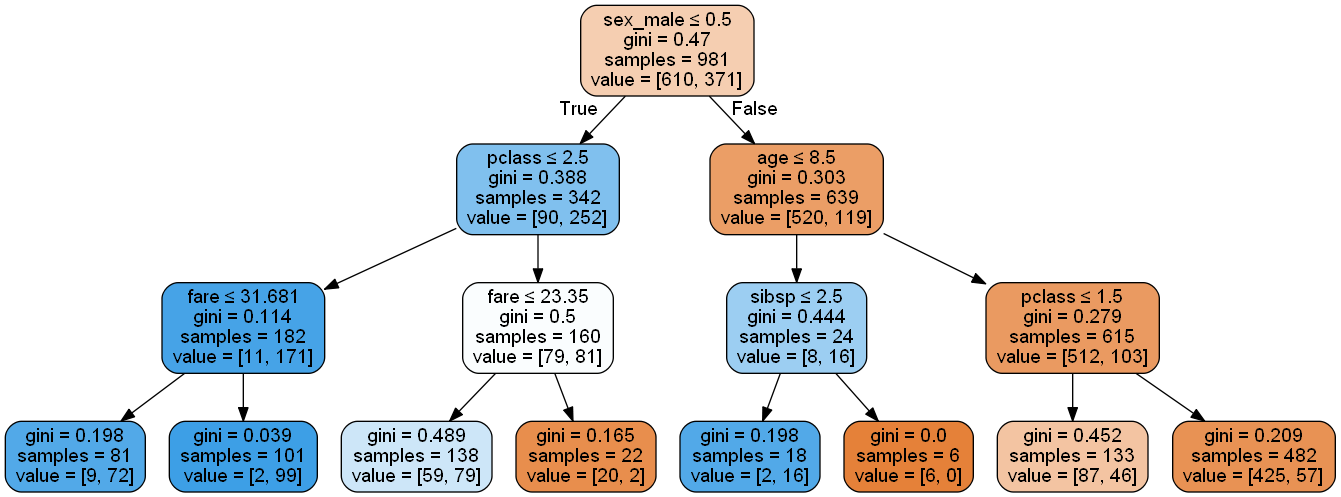 sex_male ≤ 0.5
gini = 0.47
samples = 981
value = [610, 371]
True
False
pclass ≤ 2.5
gini = 0.388
samples = 342
value = [90, 252]
age ≤ 8.5
gini = 0.303
samples = 639
value = [520, 119]
fare ≤ 31.681
gini = 0.114
samples = 182
value = [11, 171]
fare ≤ 23.35
gini = 0.5
samples = 160
value = [79, 81]
sibsp ≤ 2.5
gini = 0.444
samples = 24
value = [8, 16]
pclass ≤ 1.5
gini = 0.279
samples = 615
value = [512, 103]
gini = 0.198
samples = 81
value = [9, 72]
gini = 0.039
samples = 101
value = [2, 99]
gini = 0.489
samples = 138
value = [59, 79]
gini = 0.165
samples = 22
value = [20, 2]
gini = 0.198
samples = 18
value = [2, 16]
gini = 0.0
samples = 6
value = [6, 0]
gini = 0.452
samples = 133
value = [87, 46]
gini = 0.209
samples = 482
value = [425, 57]